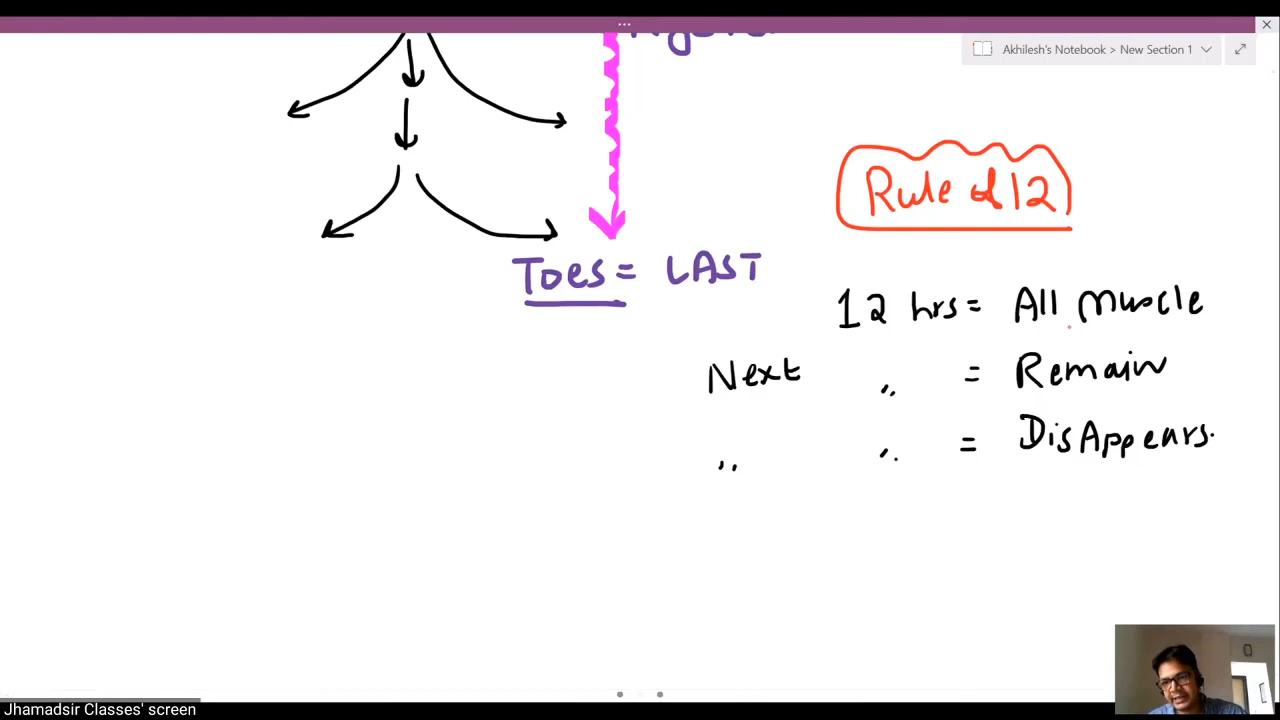 Akhilesh's Notebook > New Section 1
Rule of 12
Toes = LAST
12 hrs = All Muscle
Next " = Remain
" " = DisAppears.
Jhamadsir Classes' screen